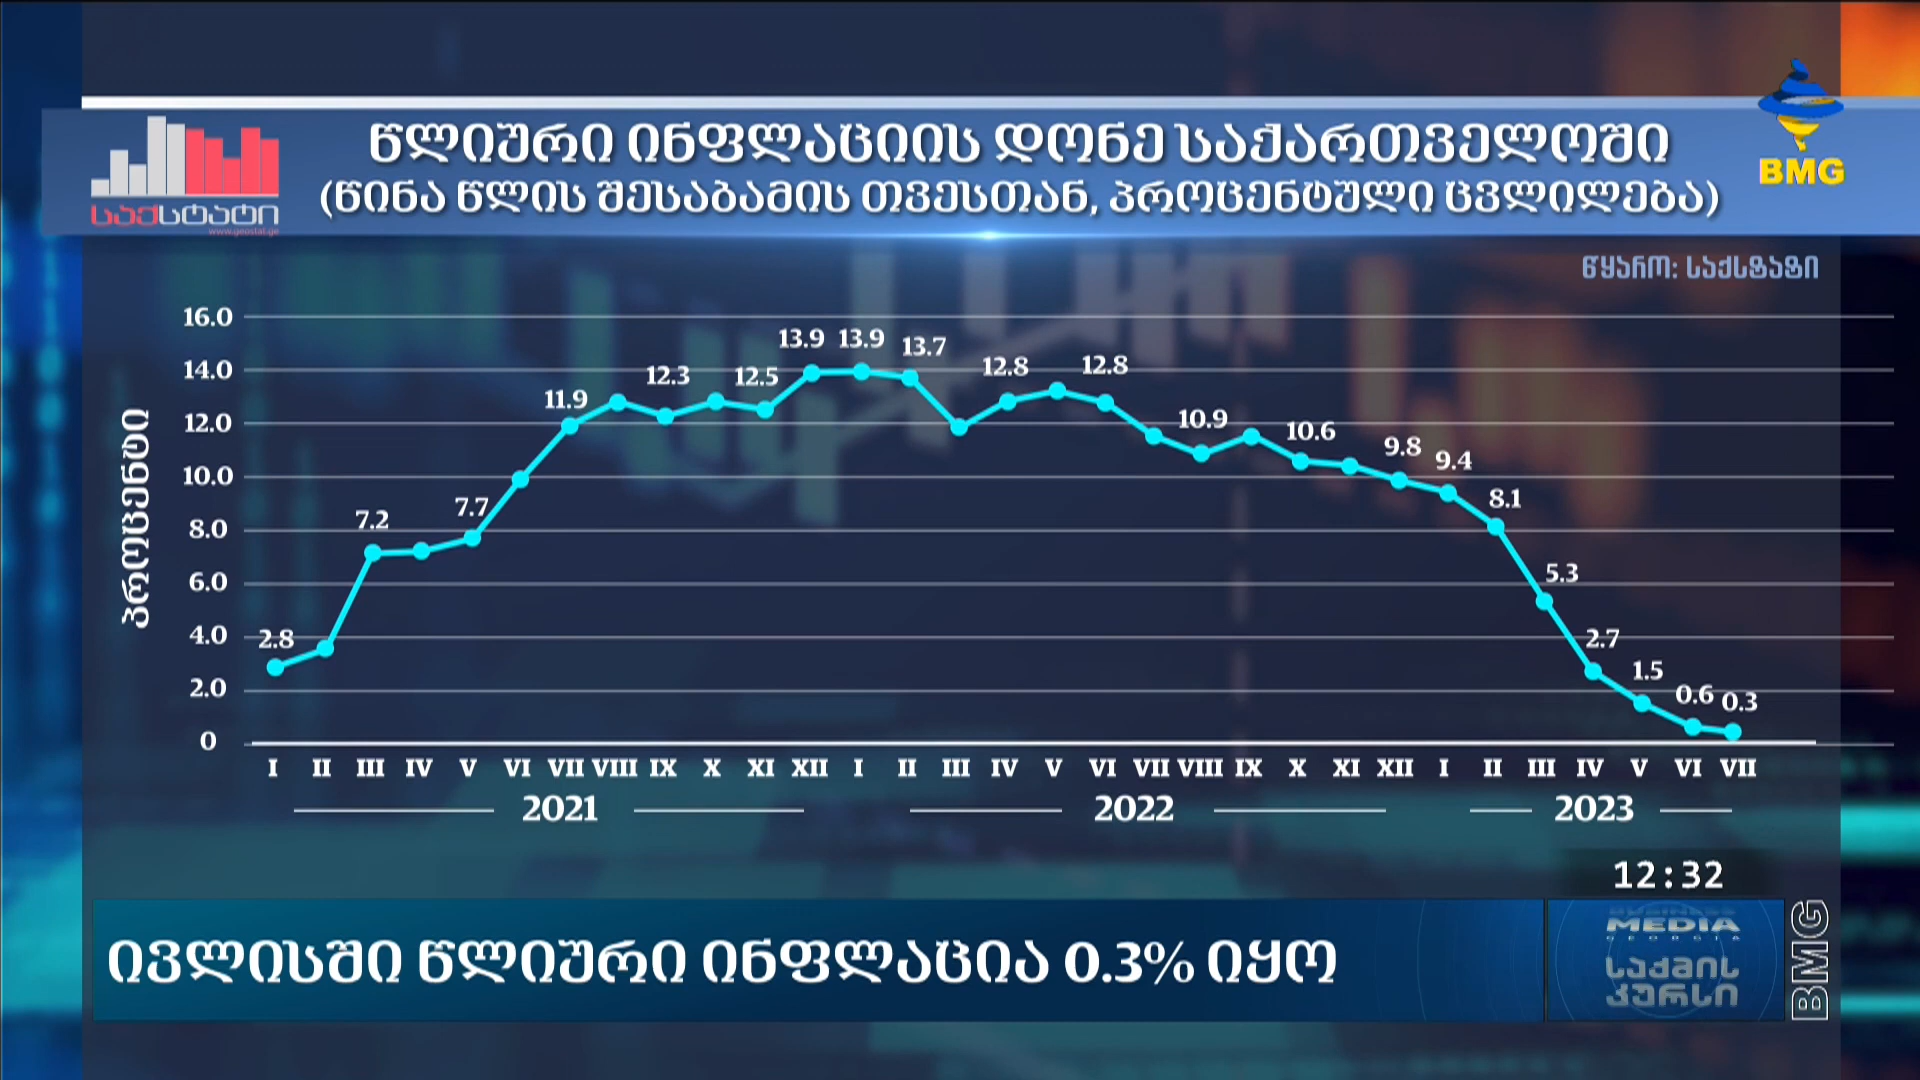 წლიური ინფლაციის დონე საქართველოში
(წინა წლის შესაბამის თვესთან, პროცენტული ცვლილება)
საქსტატი
www.geostat.ge
BMG
წყარო: საქსტატი
პროცენტი
16.0
14.0
12.0
10.0
8.0
6.0
4.0
2.0
0
2.8 7.2 7.7 11.9 12.3 12.5 13.9 13.9 13.7 12.8 12.8 10.9 10.6 9.8 9.4 8.1 5.3 2.7 1.5 0.6 0.3
I II III IV V VI VII VIII IX X XI XII I II III IV V VI VII VIII IX X XI XII I II III IV V VI VII
2021 2022 2023
12:32
ივლისში წლიური ინფლაცია 0.3% იყო
BUSINESS
MEDIA
GEORGIA
საქმის
კურსი
BMG